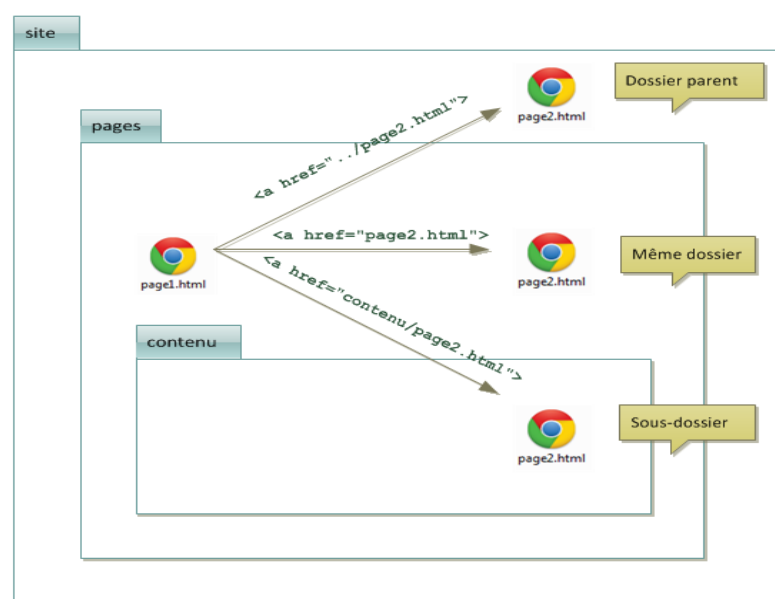 site
Dossier parent
page2.html
pages
<a href="../page2.html">
<a href="page2.html">
Même dossier
page1.html
page2.html
<a href="contenu/page2.html">
contenu
Sous-dossier
page2.html